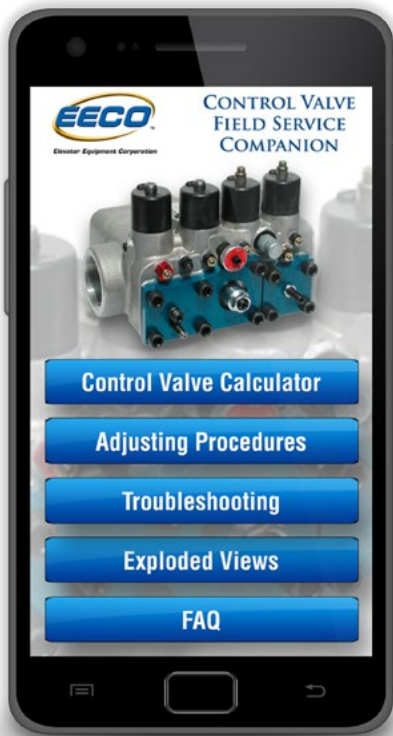 EECO
Elevator Equipment Corporation
CONTROL VALVE
FIELD SERVICE
COMPANION
Control Valve Calculator
Adjusting Procedures
Troubleshooting
Exploded Views
FAQ